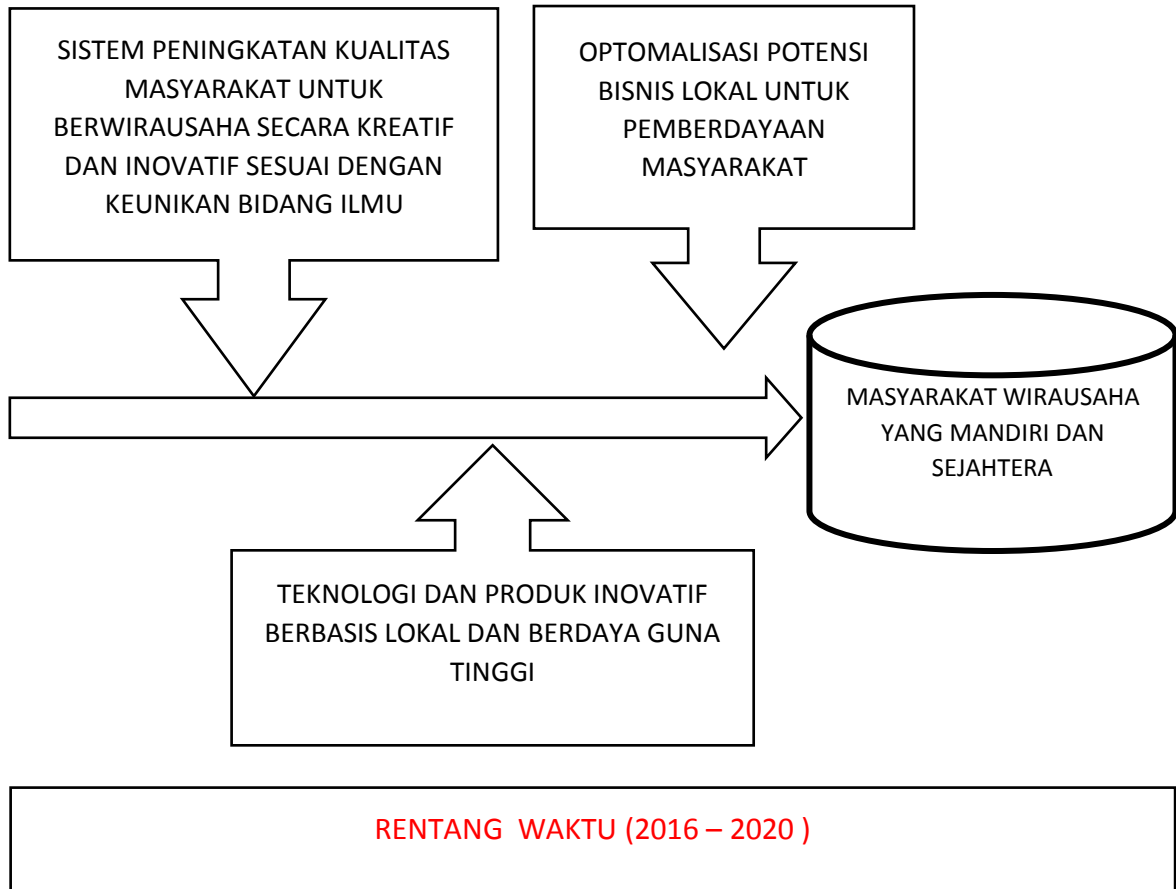 SISTEM PENINGKATAN KUALITAS
MASYARAKAT UNTUK
BERWIRAUSAHA SECARA KREATIF
DAN INOVATIF SESUAI DENGAN
KEUNIKAN BIDANG ILMU
OPTOMALISASI POTENSI
BISNIS LOKAL UNTUK
PEMBERDAYAAN
MASYARAKAT
MASYARAKAT WIRAUSAHA
YANG MANDIRI DAN
SEJAHTERA
TEKNOLOGI DAN PRODUK INOVATIF
BERBASIS LOKAL DAN BERDAYA GUNA
TINGGI
RENTANG WAKTU (2016 – 2020 )